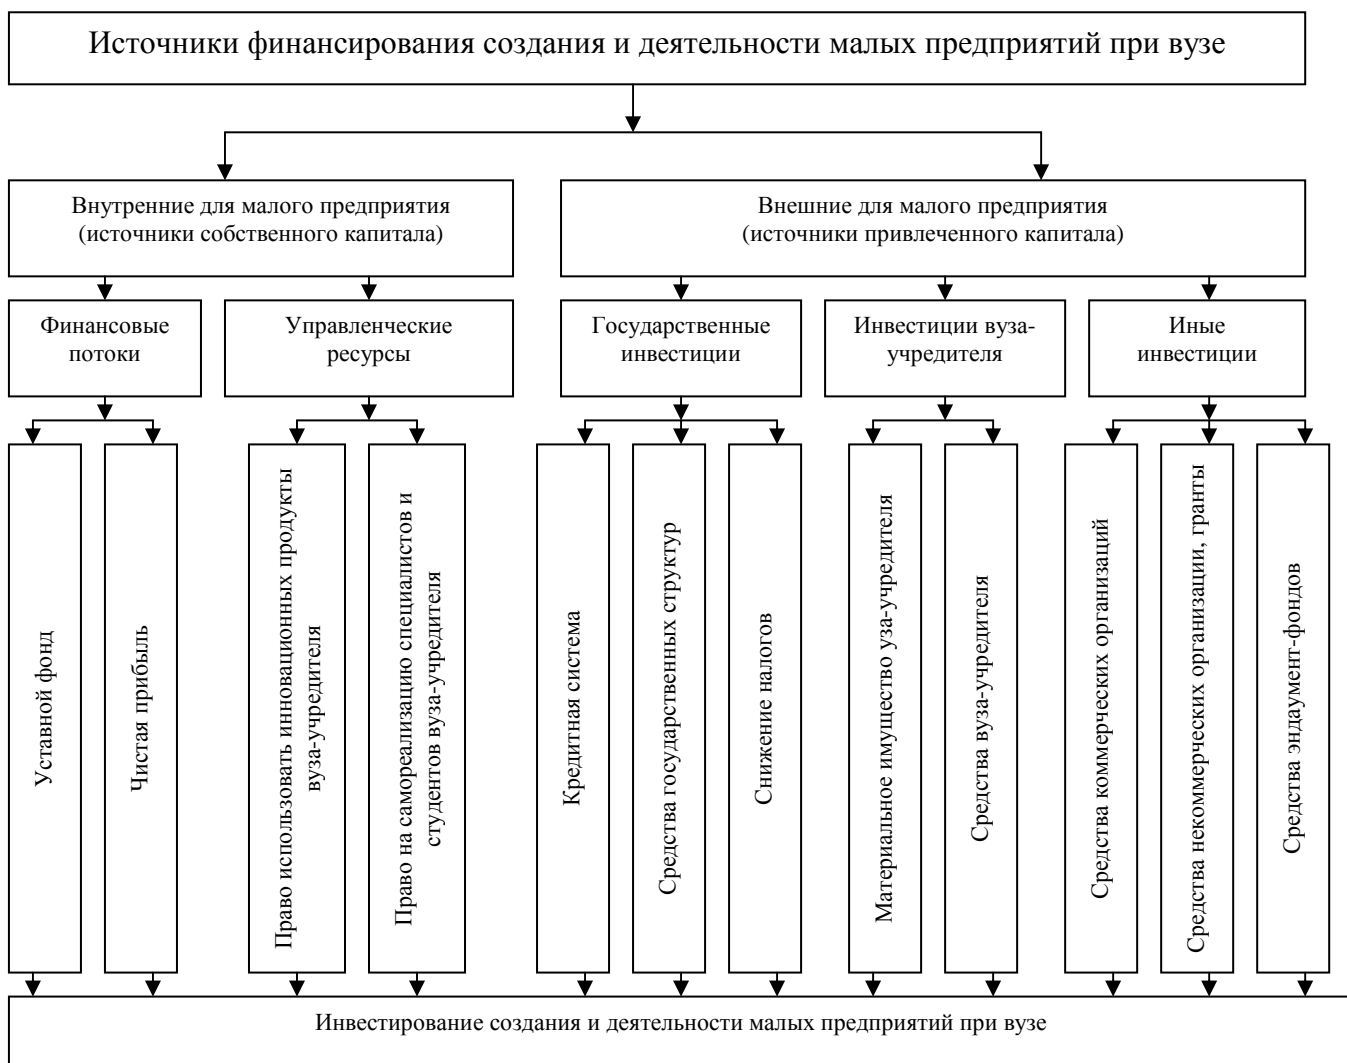 Источники финансирования создания и деятельности малых предприятий при вузе
Внутренние для малого предприятия
(источники собственного капитала)
Внешние для малого предприятия
(источники привлеченного капитала)
Финансовые
потоки
Управленческие
ресурсы
Государственные
инвестиции
Инвестиции вуза-
учредителя
Иные
инвестиции
Уставной фонд
Чистая прибыль
Право использовать инновационных продукты
вуза-учредителя
Право на самореализацию специалистов и
студентов вуза-учредителя
Кредитная система
Средства государственных структур
Снижение налогов
Материальное имущество уза-учредителя
Средства вуза-учредителя
Средства коммерческих организаций
Средства некоммерческих организации, гранты
Средства эндаумент-фондов
Инвестирование создания и деятельности малых предприятий при вузе